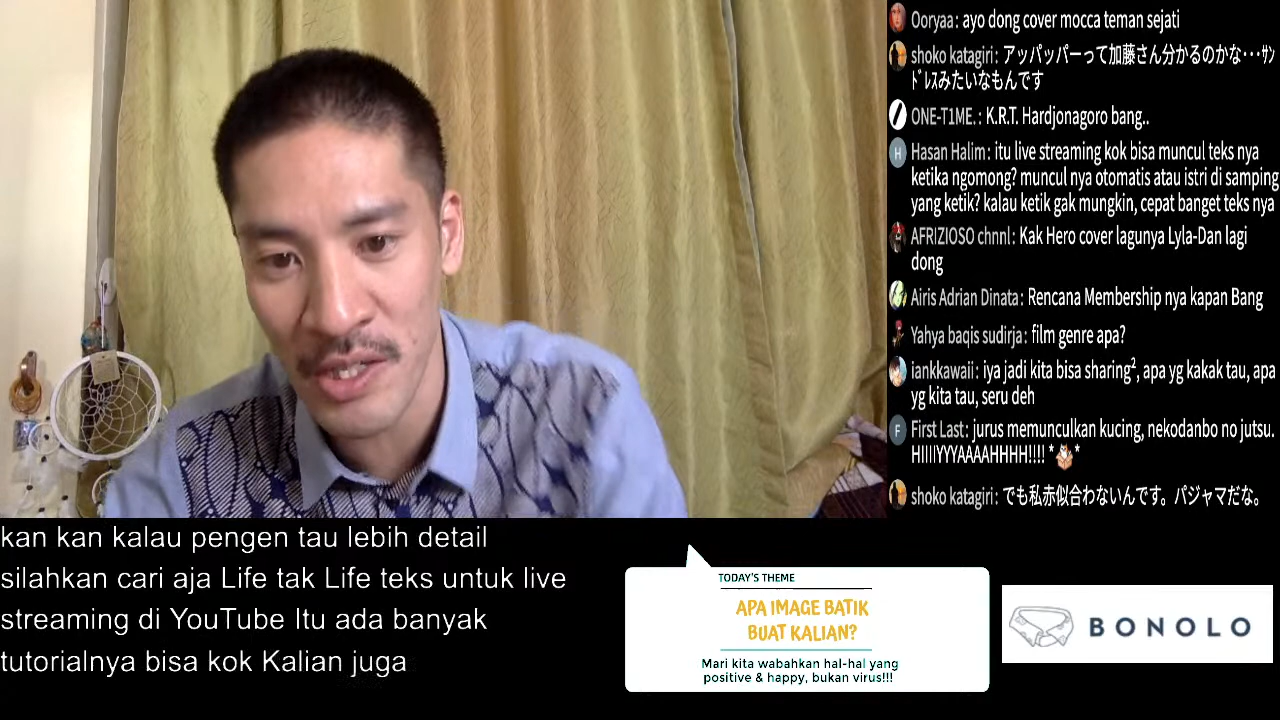 Ooryaa: ayo dong cover mocca teman sejati
shoko katagiri: アッパッパーって加藤さん分かるのかな…ｻﾝ
ﾄﾞﾚｽみたいなもんです
ONE-T1ME.: K.R.T. Hardjonagoro bang..
Hasan Halim: itu live streaming kok bisa muncul teks nya
ketika ngomong? muncul nya otomatis atau istri di samping
yang ketik? kalau ketik gak mungkin, cepat banget teks nya
AFRIZIOSO chnnl: Kak Hero cover lagunya Lyla-Dan lagi
dong
Airis Adrian Dinata: Rencana Membership nya kapan Bang
Yahya baqis sudirja: film genre apa?
iankkawaii: iya jadi kita bisa sharing², apa yg kakak tau, apa
yg kita tau, seru deh
First Last: jurus memunculkan kucing, nekodanbo no jutsu.
HIIIIYYYAAAAHHHH!!!! * *
shoko katagiri: でも私赤似合わないんです。パジャマだな。
kan kan kalau pengen tau lebih detail
silahkan cari aja Life tak Life teks untuk live
streaming di YouTube Itu ada banyak
tutorialnya bisa kok Kalian juga
TODAY'S THEME
APA IMAGE BATIK
BUAT KALIAN?
Mari kita wabahkan hal-hal yang
positive & happy, bukan virus!!!
BONOLO